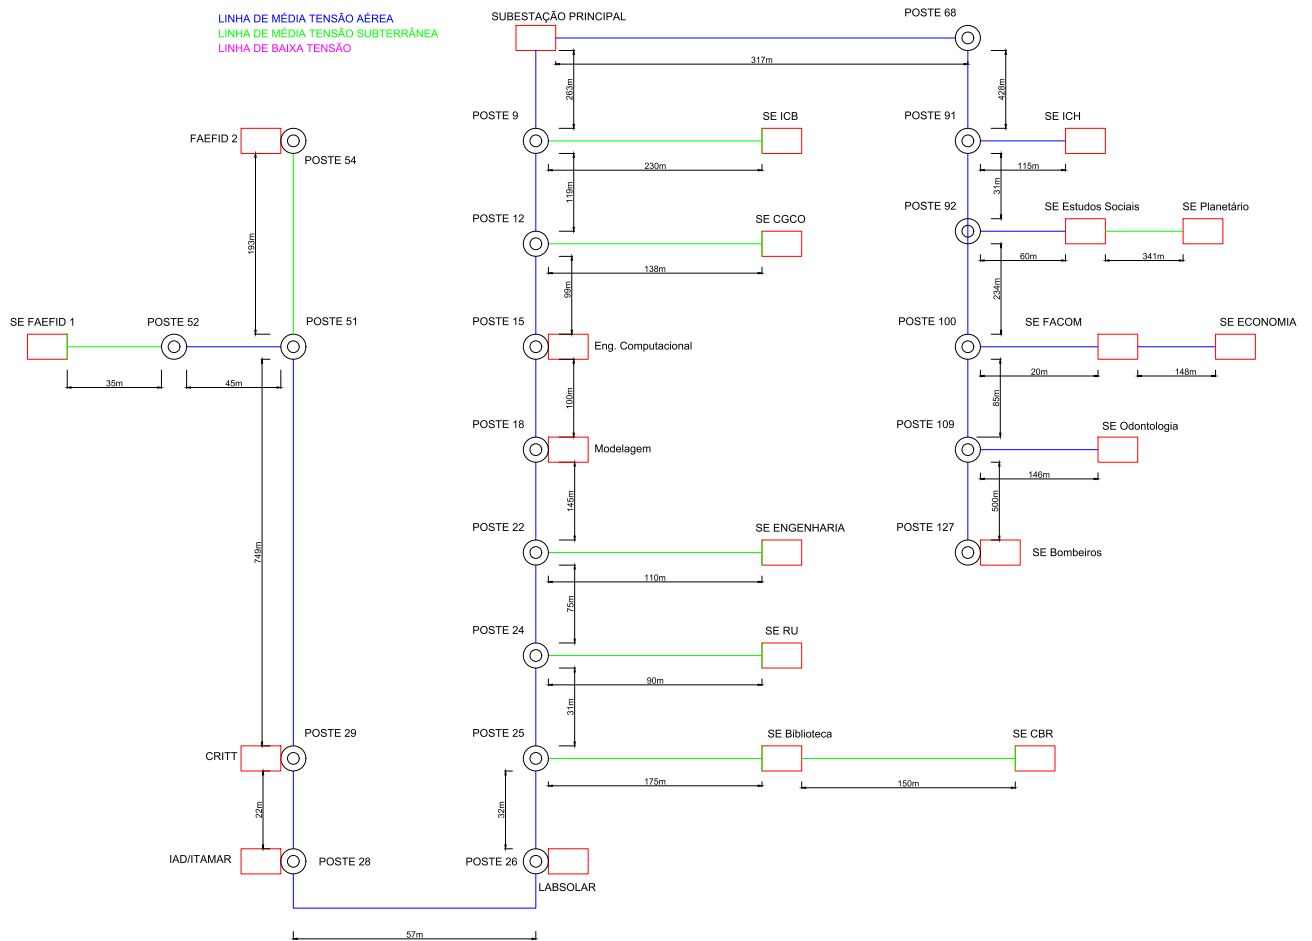 LINHA DE MÉDIA TENSÃO AÉREA
LINHA DE MÉDIA TENSÃO SUBTERRÂNEA
LINHA DE BAIXA TENSÃO
SUBESTAÇÃO PRINCIPAL
POSTE 68
317m
263m
428m
POSTE 9
SE ICB
POSTE 91
SE ICH
FAEFID 2
POSTE 54
230m
115m
119m
31m
193m
POSTE 12
SE CGCO
POSTE 92
SE Estudos Sociais
SE Planetário
138m
60m
341m
99m
234m
SE FAEFID 1
POSTE 52
POSTE 51
POSTE 15
Eng. Computacional
POSTE 100
SE FACOM
SE ECONOMIA
35m
45m
20m
148m
100m
85m
POSTE 18
Modelagem
POSTE 109
SE Odontologia
146m
145m
500m
749m
POSTE 22
SE ENGENHARIA
POSTE 127
SE Bombeiros
110m
75m
POSTE 24
SE RU
90m
31m
POSTE 29
CRITT
POSTE 25
SE Biblioteca
SE CBR
175m
150m
22m
32m
IAD/ITAMAR
POSTE 28
POSTE 26
LABSOLAR
57m